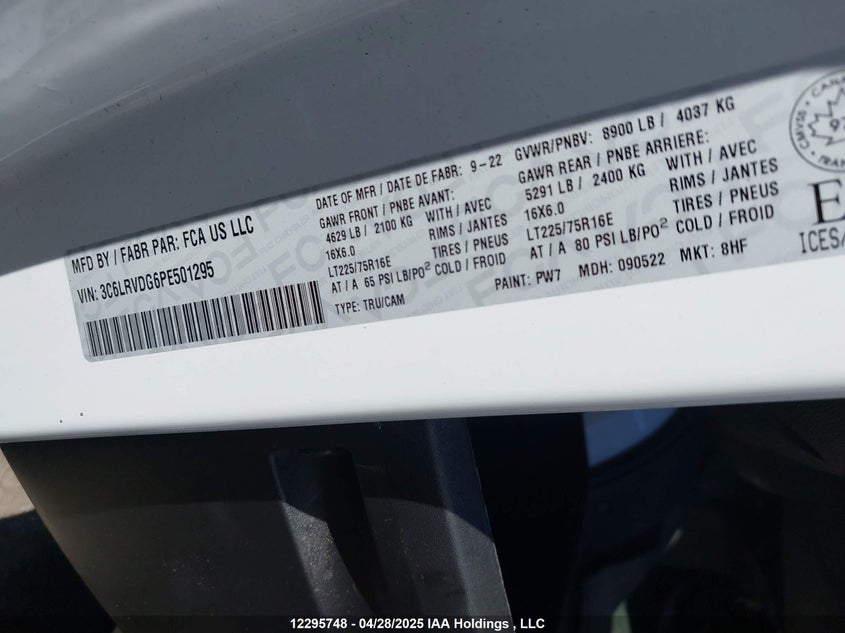 MFD BY / FABR PAR: FCA US LLC
VIN: 3C6LRVDG6PE501295
DATE OF MFR / DATE DE FABR: 9-22 GVWR/PNBV: 8900 LB / 4037 KG
GAWR FRONT / PNBE AVANT:
4629 LB / 2100 KG WITH / AVEC
16X6.0 RIMS / JANTES
LT225/75R16E TIRES / PNEUS
AT / A 65 PSI LB/PO² COLD / FROID
TYPE: TRU/CAM
GAWR REAR / PNBE ARRIERE:
5291 LB / 2400 KG WITH / AVEC
16X6.0 RIMS / JANTES
LT225/75R16E TIRES / PNEUS
AT / A 80 PSI LB/PO² COLD / FROID
PAINT: PW7 MDH: 090522 MKT: 8HF
CMVSS
ICES/
12295748 - 04/28/2025 IAA Holdings , LLC